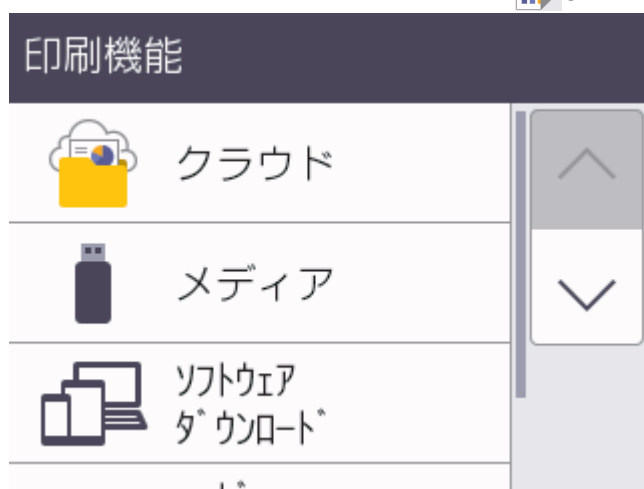 印刷機能
クラウド
メディア
ｿﾌﾄｳｪｱ
ﾀﾞｳﾝﾛｰﾄﾞ